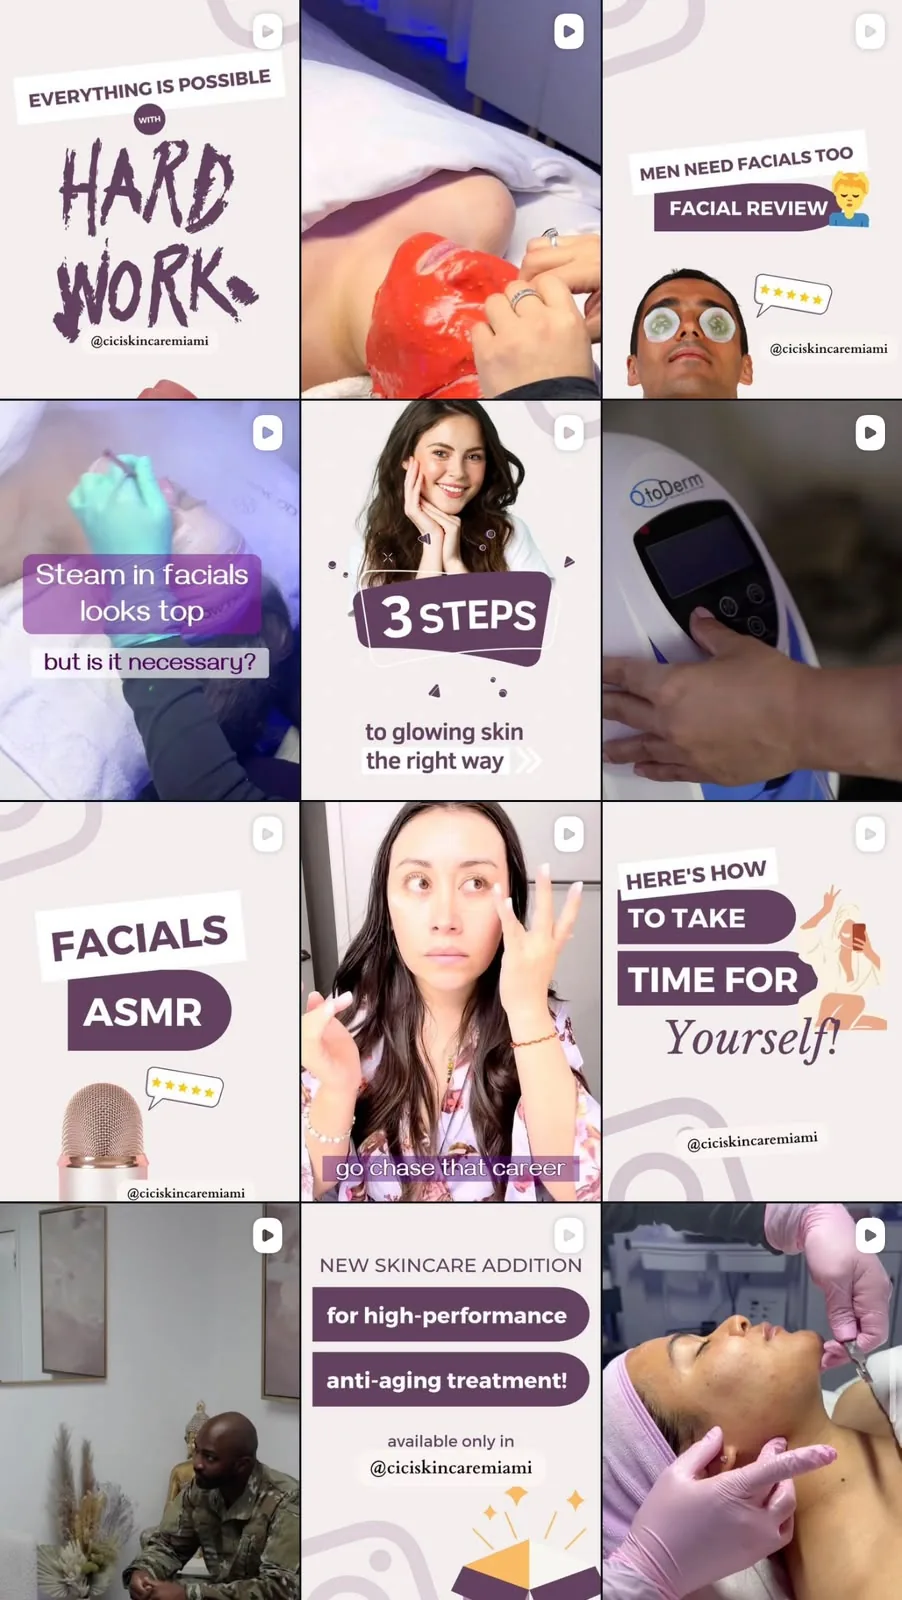 EVERYTHING IS POSSIBLE
WITH
HARD
WORK.
@ciciskincaremiami
MEN NEED FACIALS TOO
FACIAL REVIEW
@ciciskincaremiami
Steam in facials
looks top
but is it necessary?
3 STEPS
to glowing skin
the right way
OtoDerm
FACIALS
ASMR
@ciciskincaremiami
go chase that career
HERE'S HOW
TO TAKE
TIME FOR
Yourself!
@ciciskincaremiami
NEW SKINCARE ADDITION
for high-performance
anti-aging treatment!
available only in
@ciciskincaremiami